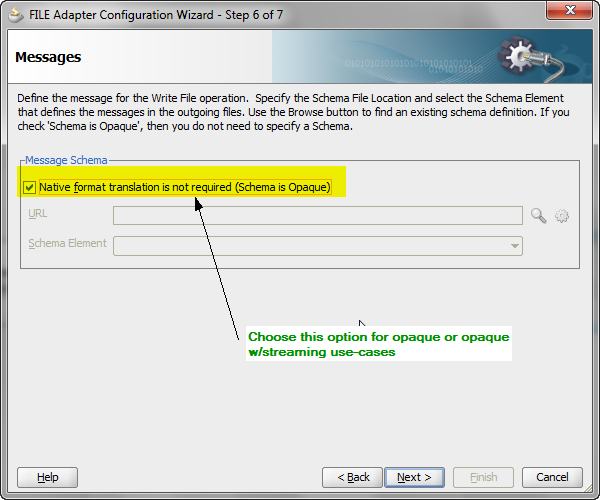 FILE Adapter Configuration Wizard - Step 6 of 7
Messages
0101010101010101010101010101
01010101010
Define the message for the Write File operation.  Specify the Schema File Location and select the Schema Element
that defines the messages in the outgoing files. Use the Browse button to find an existing schema definition. If you
check 'Schema is Opaque', then you do not need to specify a Schema.
Message Schema
Native format translation is not required (Schema is Opaque)
URL
Schema Element
Choose this option for opaque or opaque
w/streaming use-cases
Help
< Back
Next >
Finish
Cancel